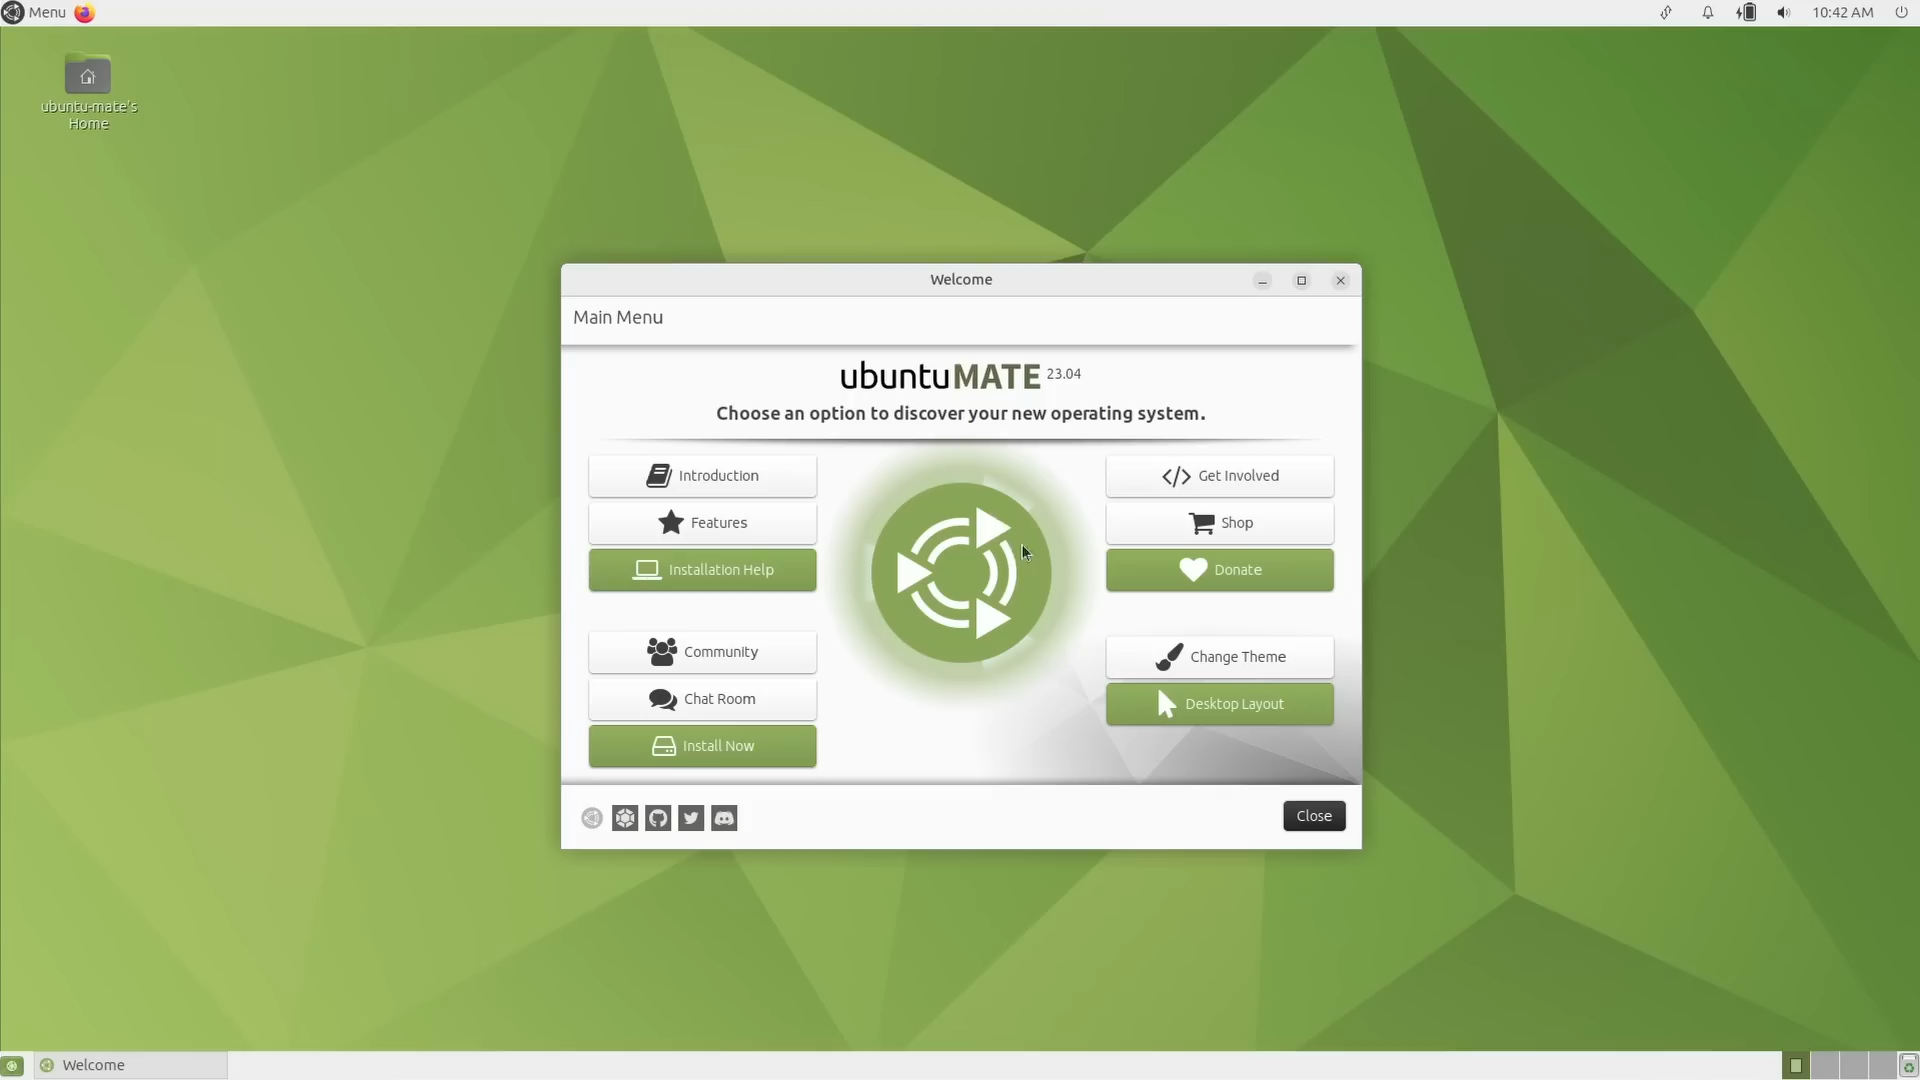 Menu
10:42 AM
ubuntu-mate's
Home
Welcome
Main Menu
ubuntu MATE 23.04
Choose an option to discover your new operating system.
Introduction
Get Involved
Features
Shop
Installation Help
Donate
Community
Change Theme
Chat Room
Desktop Layout
Install Now
Close
Welcome